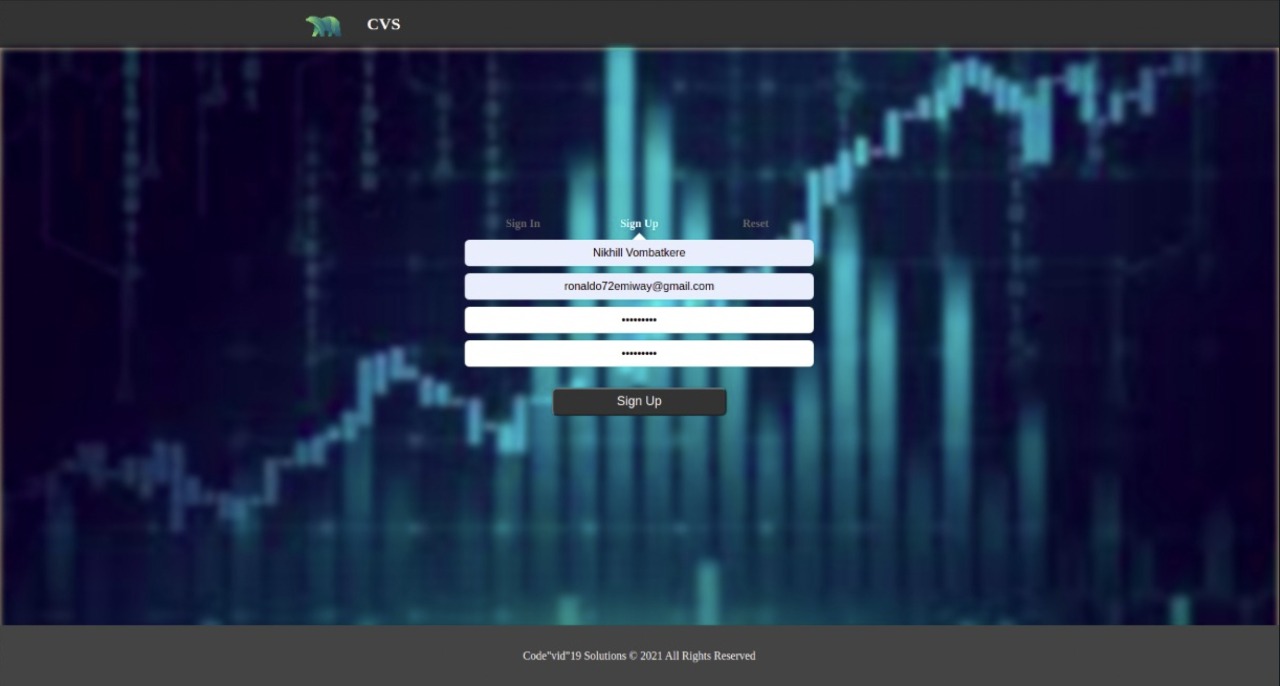 CVS
Sign In Sign Up Reset
Nikhill Vombatkere
ronaldo72emiway@gmail.com
•••••••••
•••••••••
Sign Up
Code"vid"19 Solutions © 2021 All Rights Reserved